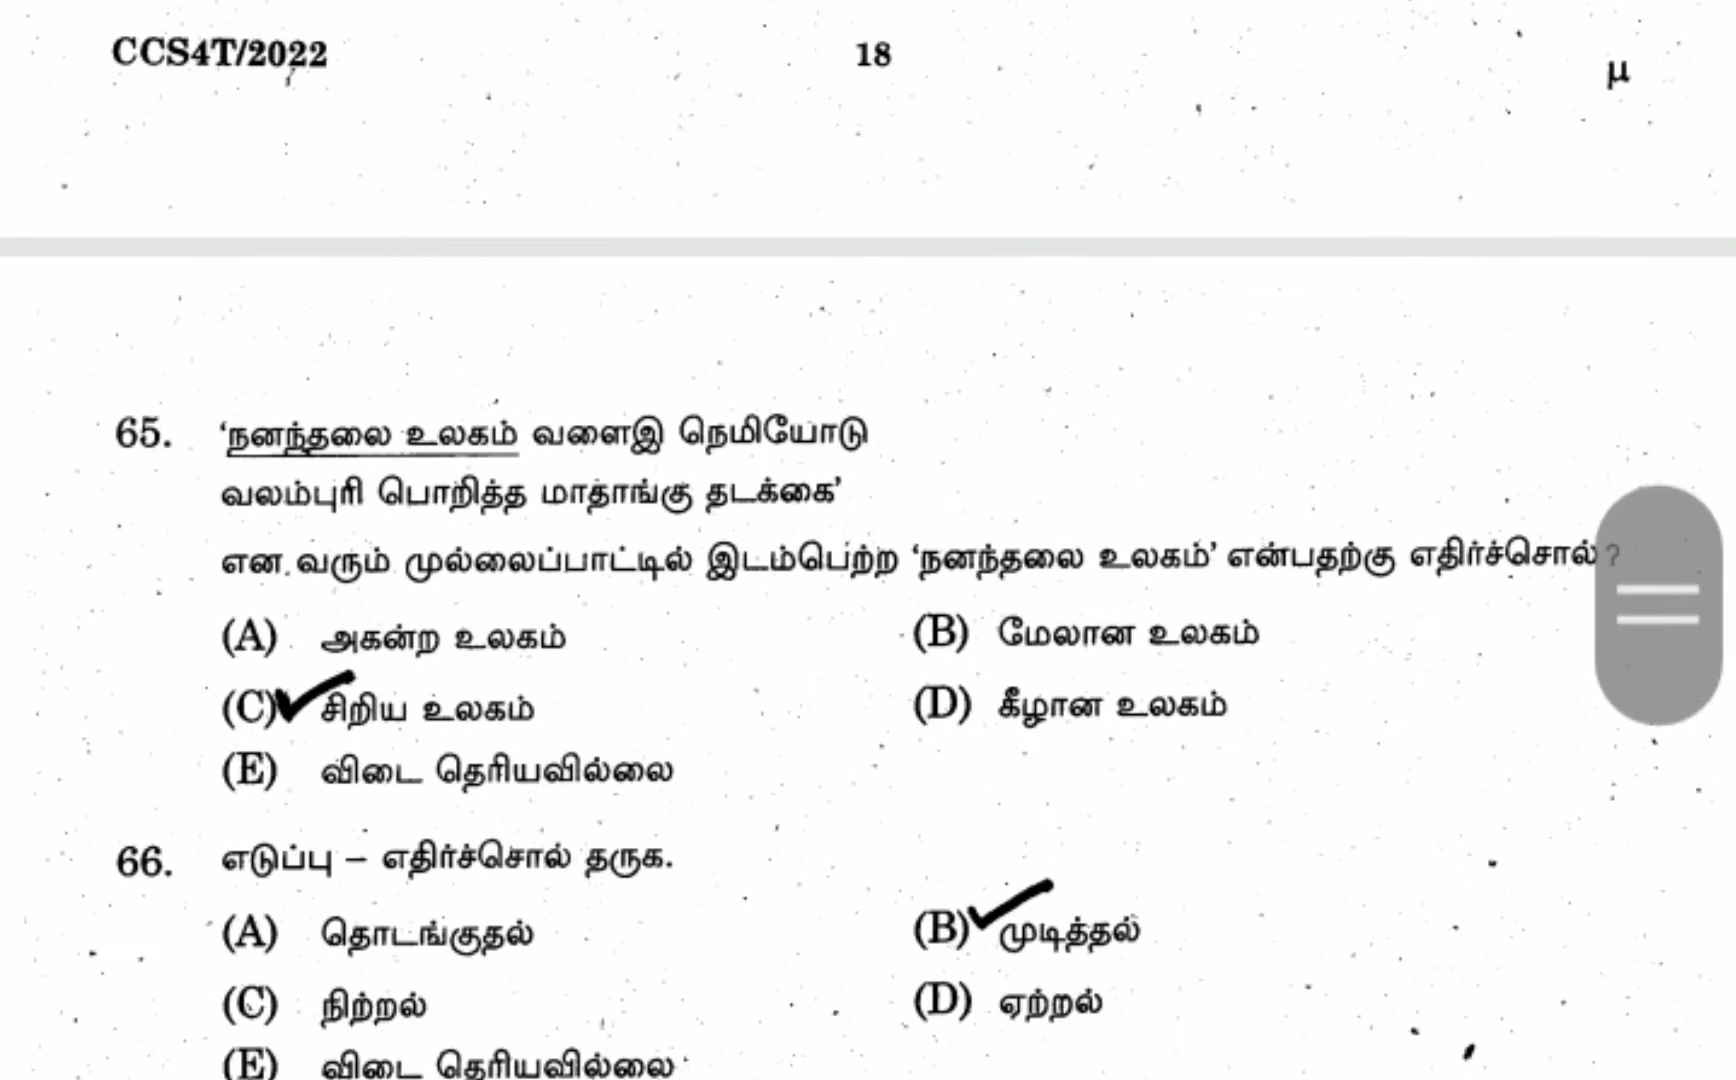 CCS4T/2022 18 µ
65. ‘நனந்தலை உலகம் வளைஇ நெமியோடு
வலம்புரி பொறித்த மாதாங்கு தடக்கை’
என வரும் முல்லைப்பாட்டில் இடம்பெற்ற ‘நனந்தலை உலகம்’ என்பதற்கு எதிர்ச்சொல்?
(A) அகன்ற உலகம் (B) மேலான உலகம்
(C) சிறிய உலகம் (D) கீழான உலகம்
(E) விடை தெரியவில்லை
66. எடுப்பு – எதிர்ச்சொல் தருக.
(A) தொடங்குதல் (B) முடித்தல்
(C) நிற்றல் (D) ஏற்றல்
(E) விடை தெரியவில்லை